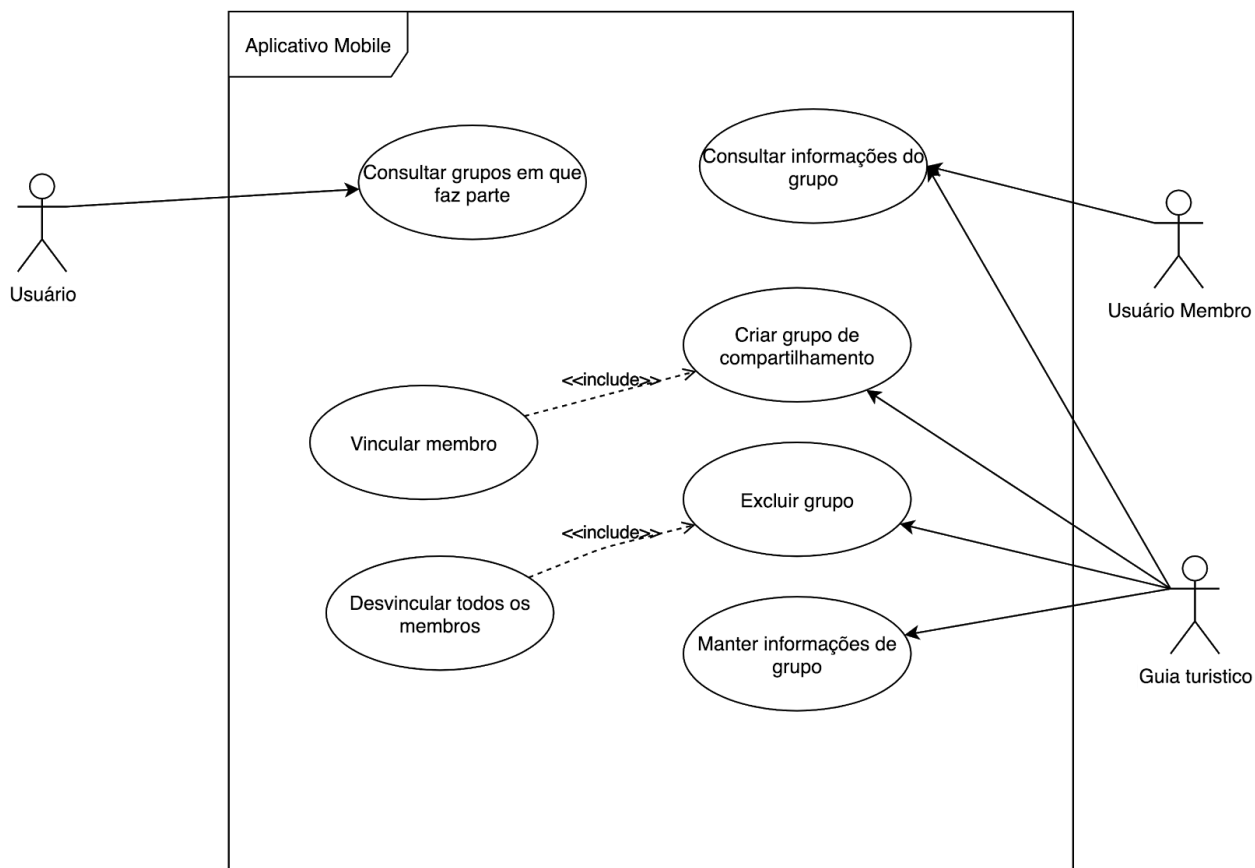 Aplicativo Mobile
Consultar grupos em que
faz parte
Consultar informações do
grupo
Usuário
Usuário Membro
Criar grupo de
compartilhamento
<<include>>
Vincular membro
Excluir grupo
<<include>>
Desvincular todos os
membros
Manter informações de
grupo
Guia turistico